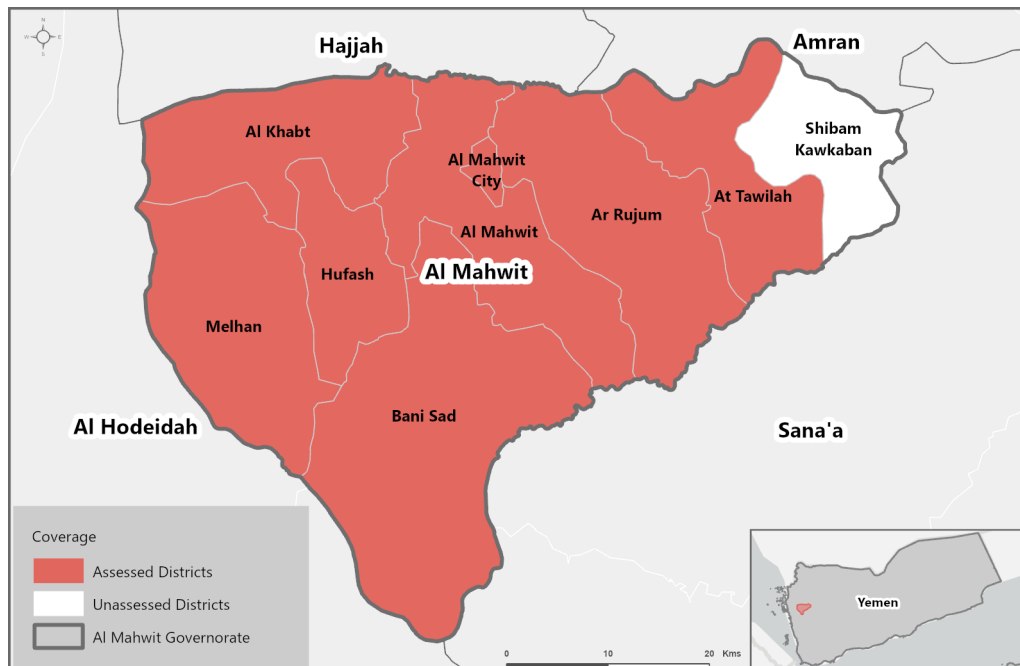 N
W
E
S
Hajjah
Amran
Al Khabt
Shibam
Kawkaban
Al Mahwit
City
At Tawilah
Ar Rujum
Al Mahwit
Hufash
Al Mahwit
Melhan
Bani Sad
Al Hodeidah
Sana'a
Coverage
Assessed Districts
Unassessed Districts
Al Mahwit Governorate
Yemen
0
10
20
Kms